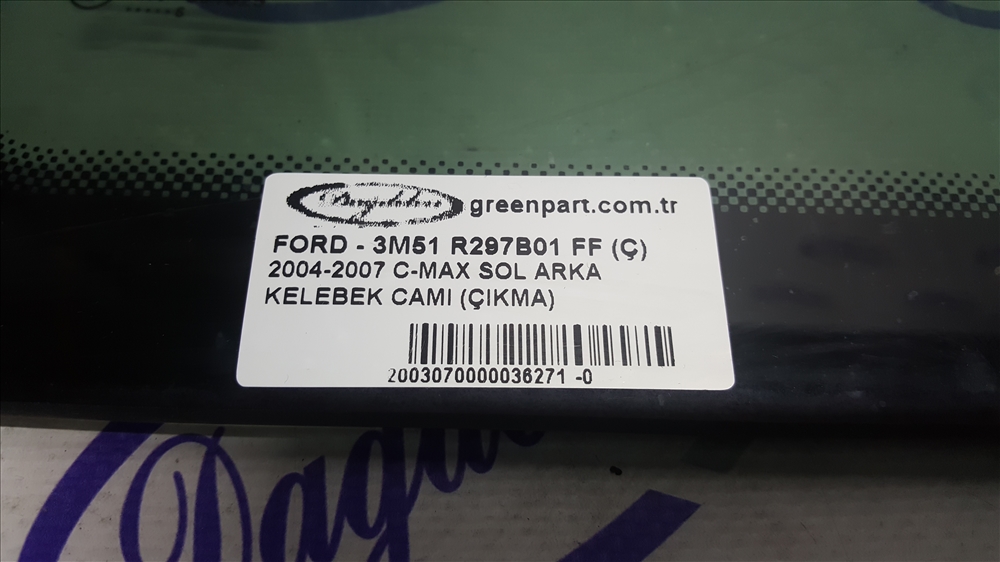 greenpart.com.tr
FORD - 3M51 R297B01 FF (Ç)
2004-2007 C-MAX SOL ARKA
KELEBEK CAMI (ÇIKMA)
2003070000036271 -0